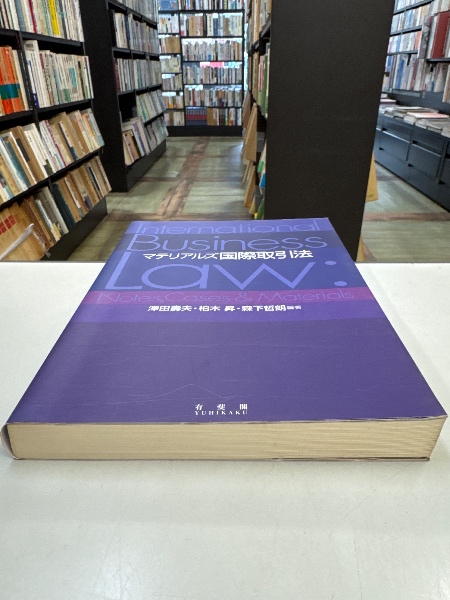 International
Business
マテリアルズ国際取引法
Law:
Notes, Cases & Materials
澤田壽夫・柏木 昇・森下哲朗編著
有斐閣
YUHIKAKU